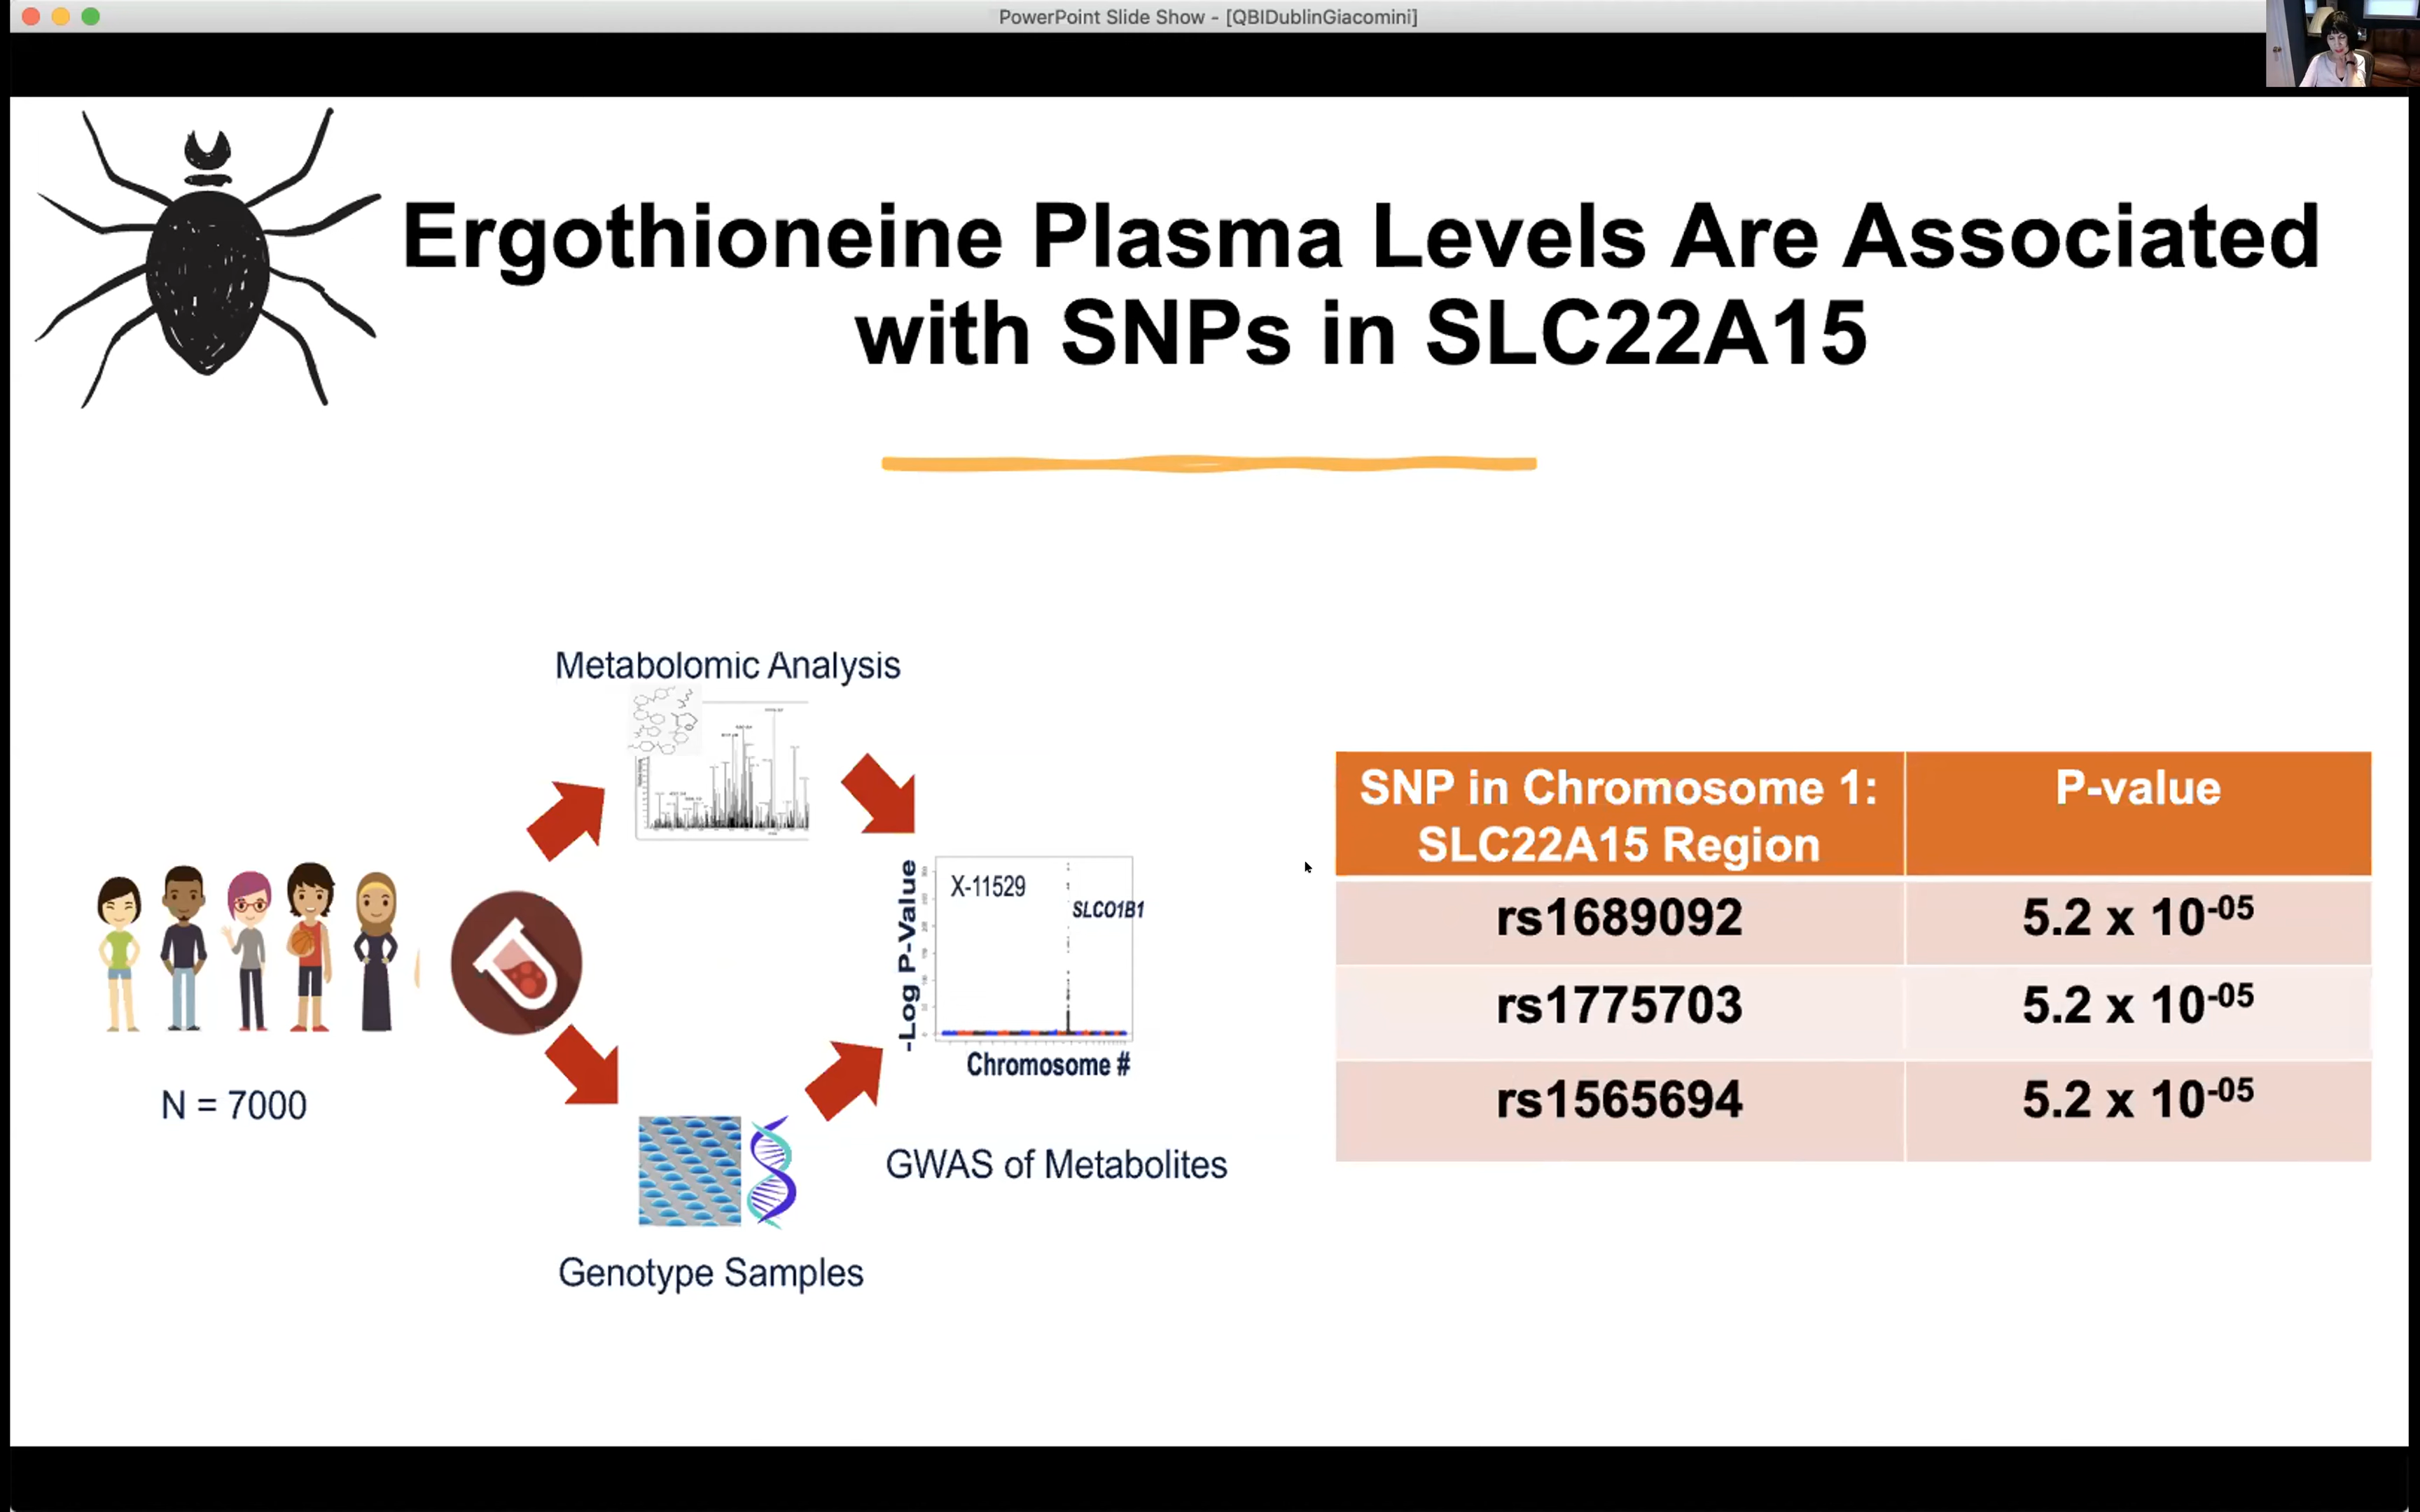 PowerPoint Slide Show - [QBIDublinGiacomini]
Ergothioneine Plasma Levels Are Associated
with SNPs in SLC22A15
Metabolomic Analysis
N = 7000
-Log P-Value
X-11529
SLCO1B1
Chromosome #
GWAS of Metabolites
Genotype Samples
SNP in Chromosome 1:
SLC22A15 Region
P-value
rs1689092 5.2 x 10⁻⁰⁵
rs1775703 5.2 x 10⁻⁰⁵
rs1565694 5.2 x 10⁻⁰⁵